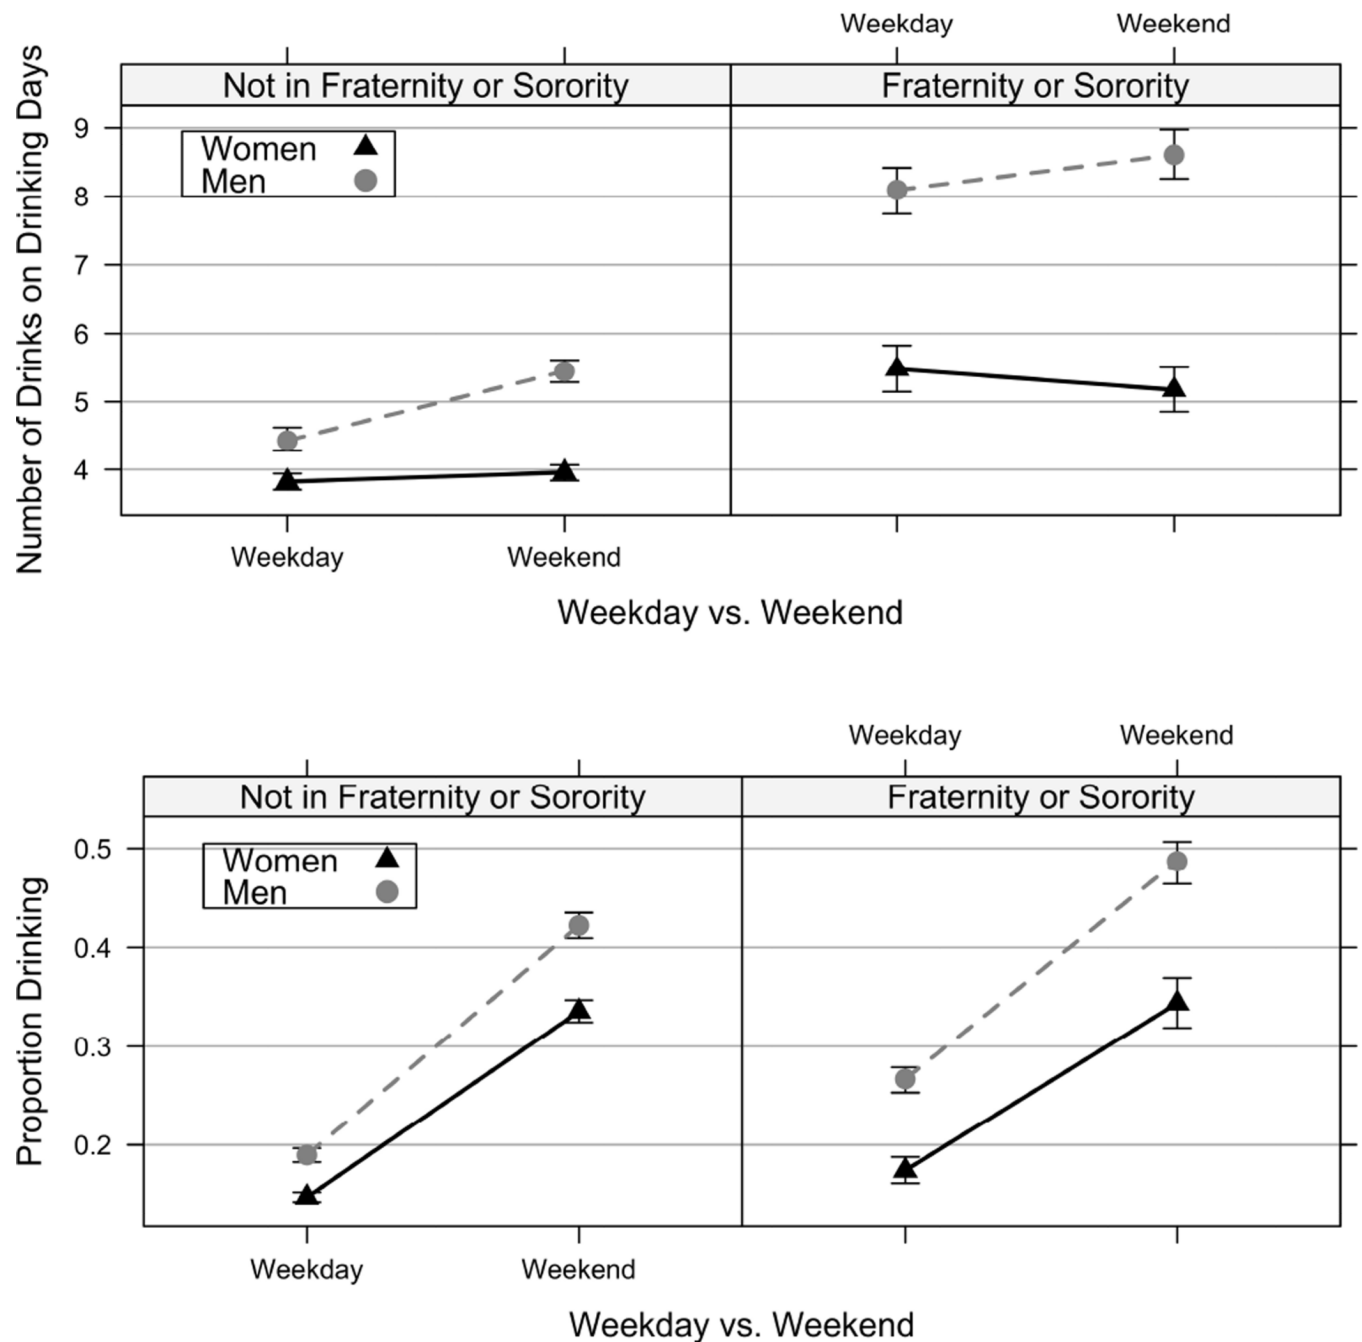 Weekday Weekend
Not in Fraternity or Sorority Fraternity or Sorority
Number of Drinks on Drinking Days
9
8
7
6
5
4
Women
Men
Weekday Weekend
Weekday vs. Weekend
Weekday Weekend
Not in Fraternity or Sorority Fraternity or Sorority
Proportion Drinking
0.5
0.4
0.3
0.2
Women
Men
Weekday Weekend
Weekday vs. Weekend